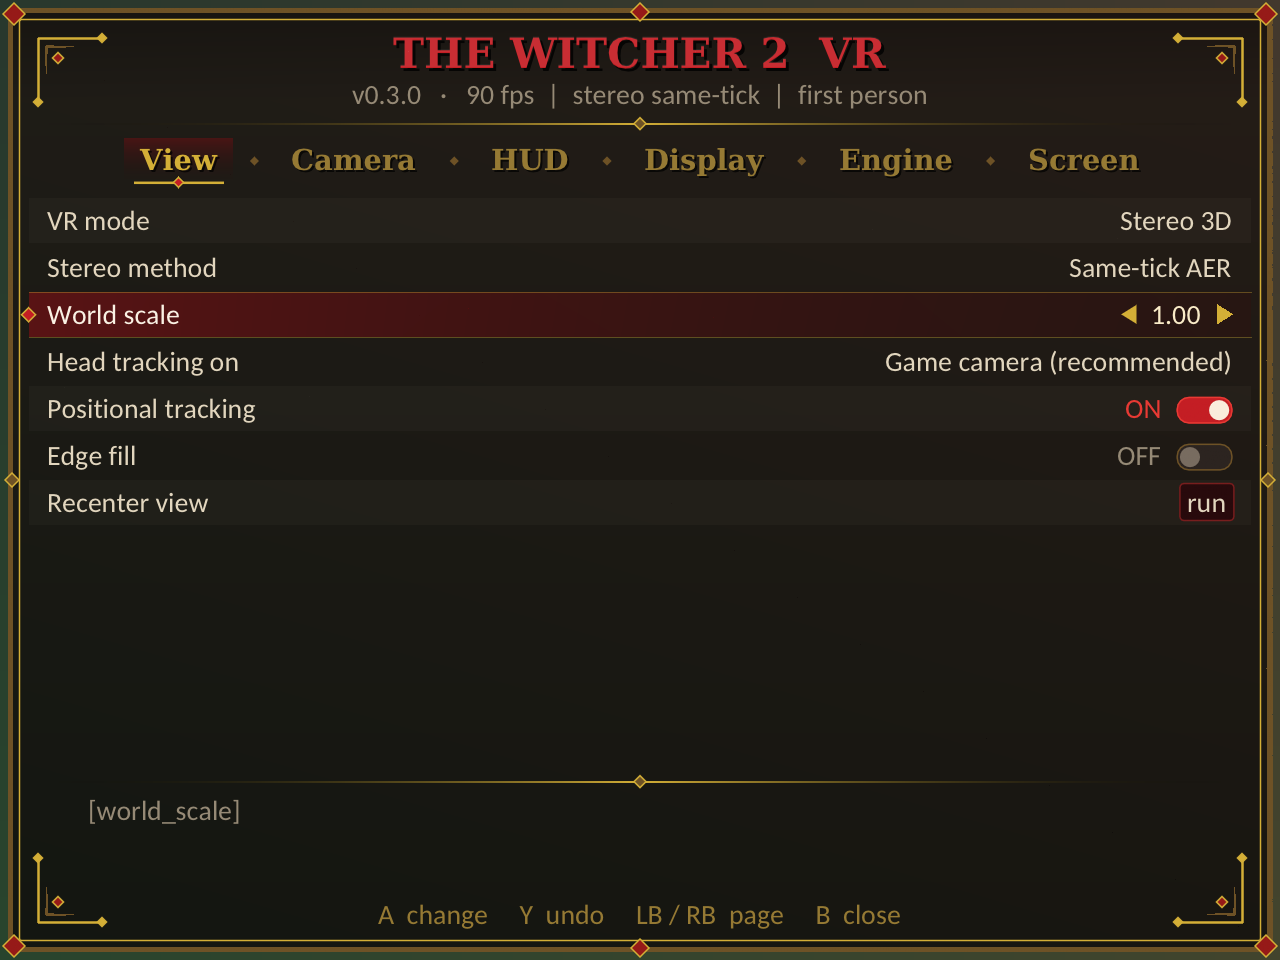 THE WITCHER 2 VR
v0.3.0 · 90 fps | stereo same-tick | first person
View Camera HUD Display Engine Screen
VR mode Stereo 3D
Stereo method Same-tick AER
World scale 1.00
Head tracking on Game camera (recommended)
Positional tracking ON
Edge fill OFF
Recenter view run
[world_scale]
A change Y undo LB / RB page B close